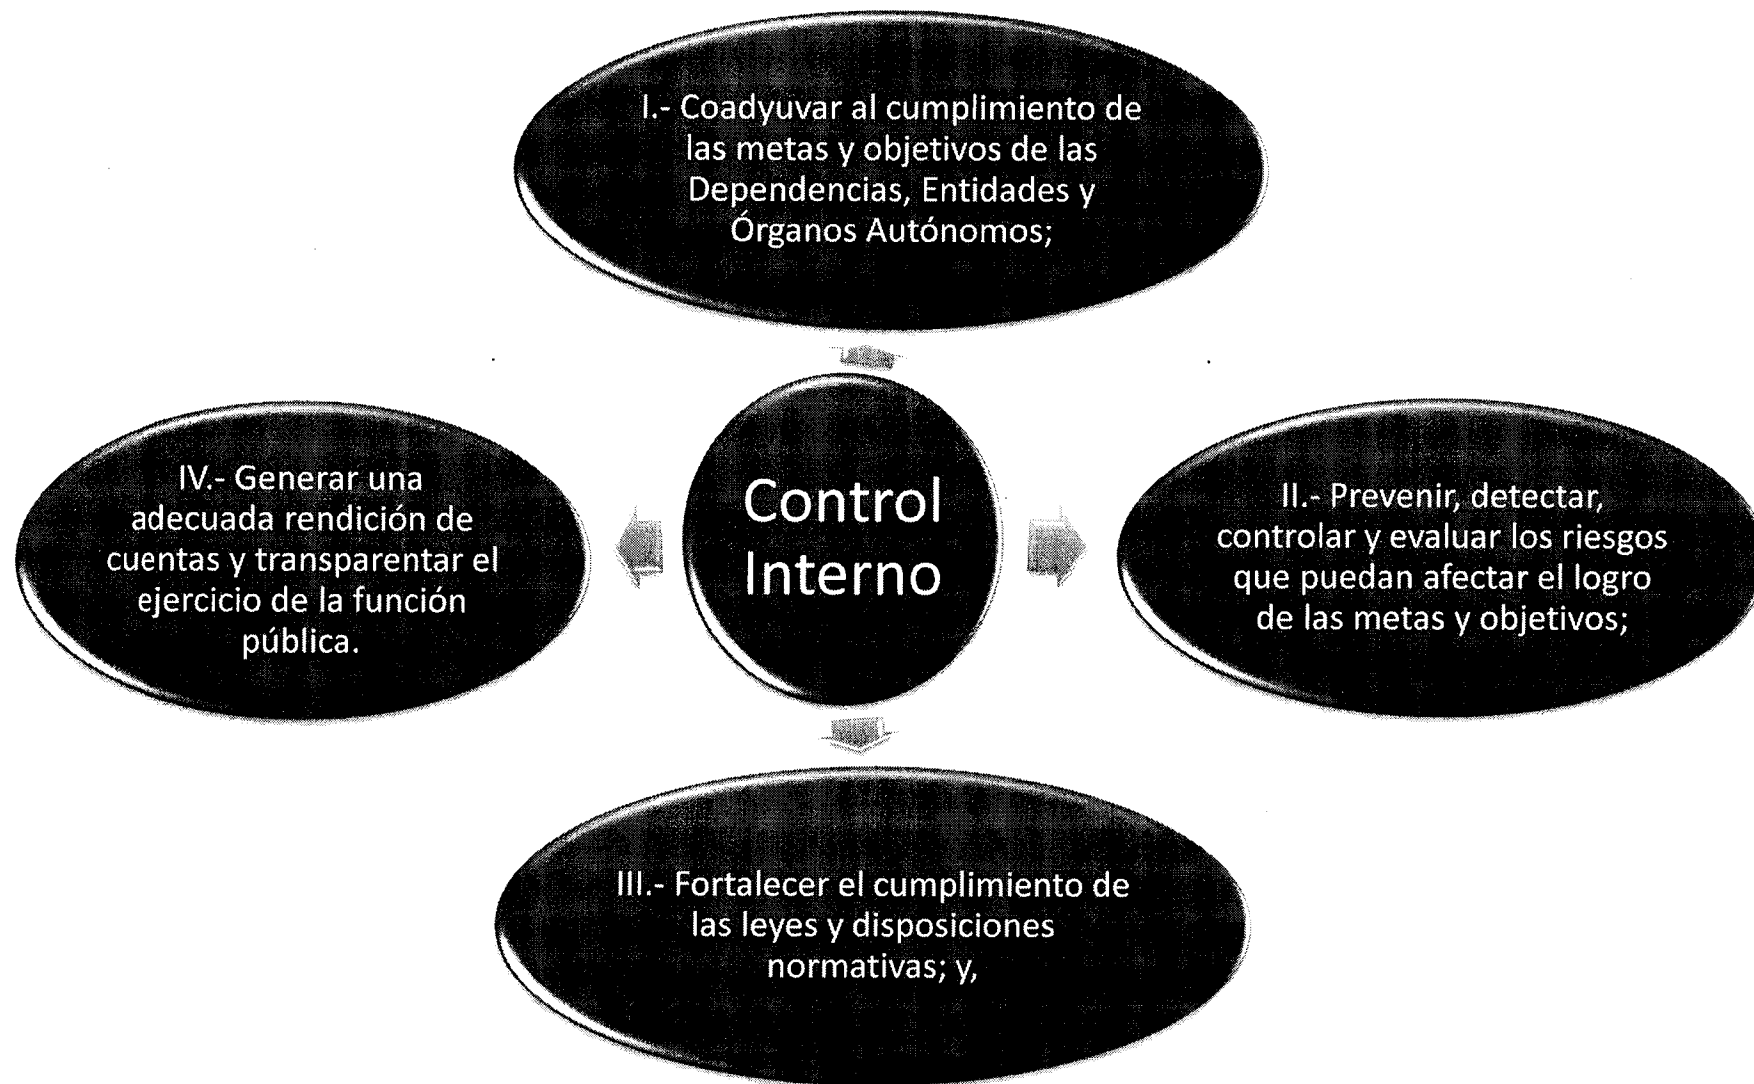 I.- Coadyuvar al cumplimiento de
las metas y objetivos de las
Dependencias, Entidades y
Órganos Autónomos;
Control
Interno
II.- Prevenir, detectar,
controlar y evaluar los riesgos
que puedan afectar el logro
de las metas y objetivos;
III.- Fortalecer el cumplimiento de
las leyes y disposiciones
normativas; y,
IV.- Generar una
adecuada rendición de
cuentas y transparentar el
ejercicio de la función
pública.